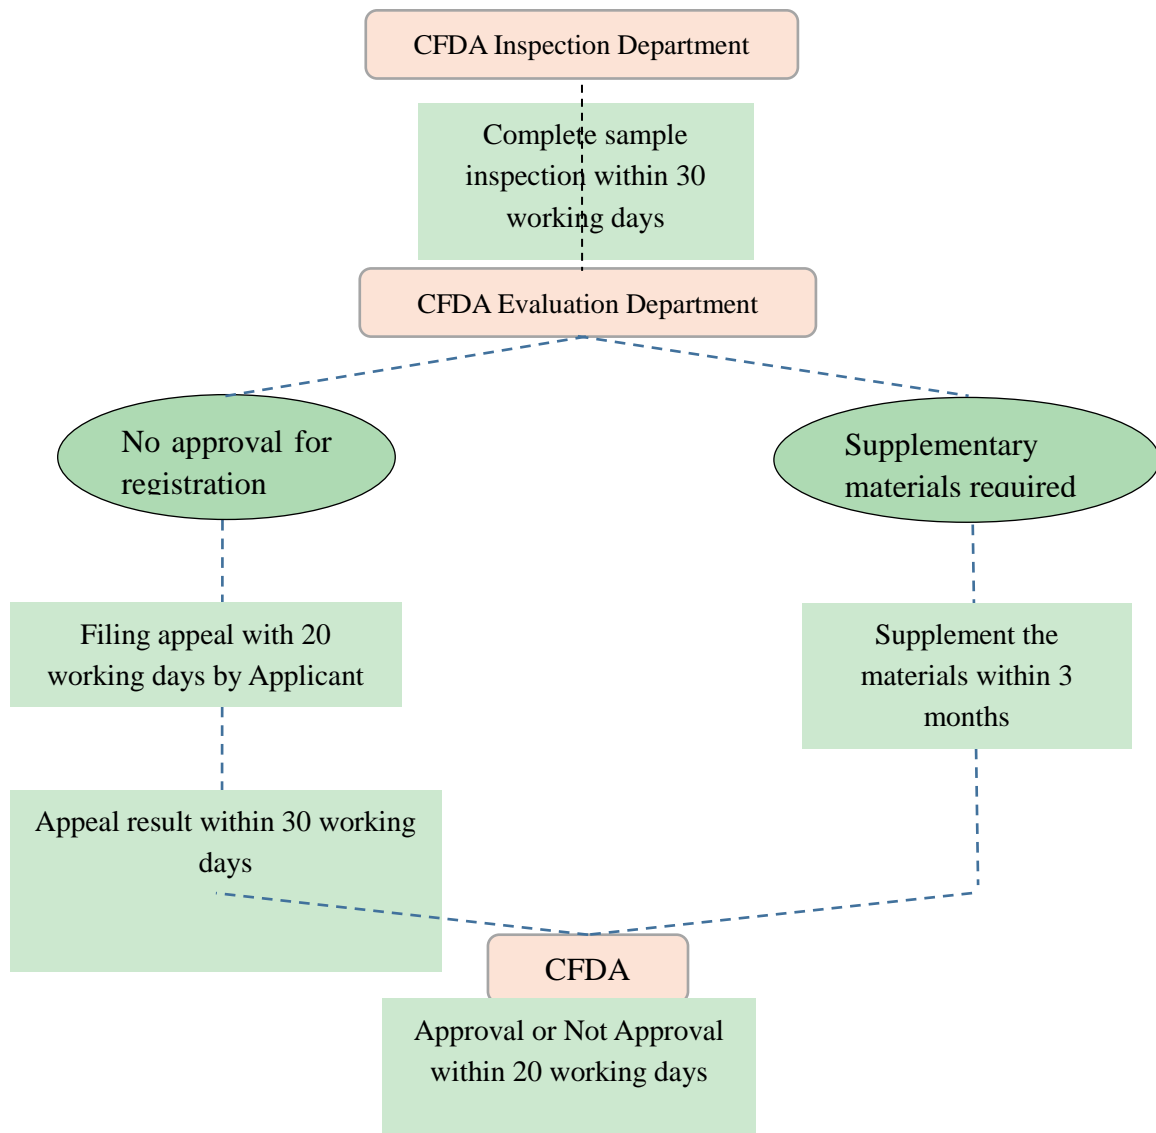 CFDA Inspection Department
Complete sample
inspection within 30
working days
CFDA Evaluation Department
No approval for
registration
Supplementary
materials required
Filing appeal with 20
working days by Applicant
Supplement the
materials within 3
months
Appeal result within 30 working
days
CFDA
Approval or Not Approval
within 20 working days